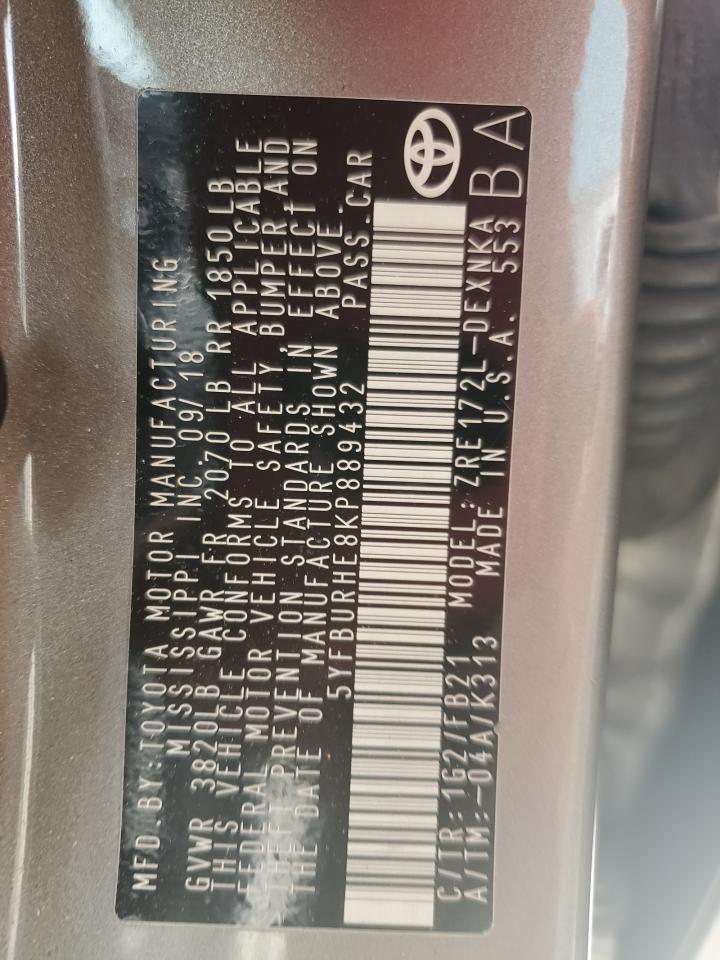 MFD.BY:TOYOTA MOTOR MANUFACTURING
MISSISSIPPI INC. 09/18
GVWR 3820LB GAWR FR 2070LB RR 1850LB
THIS VEHICLE CONFORMS TO ALL APPLICABLE
FEDERAL MOTOR VEHICLE SAFETY, BUMPER AND
THEFT PREVENTION STANDARDS IN EFFECT ON
THE DATE OF MANUFACTURE SHOWN ABOVE.
5YFBURHE8KP889432 PASS.CAR
C/TR:1G2/FB21 MODEL:ZRE172L-DEXNKA
A/TM:-04A/K313 MADE IN U.S.A. 553
BA